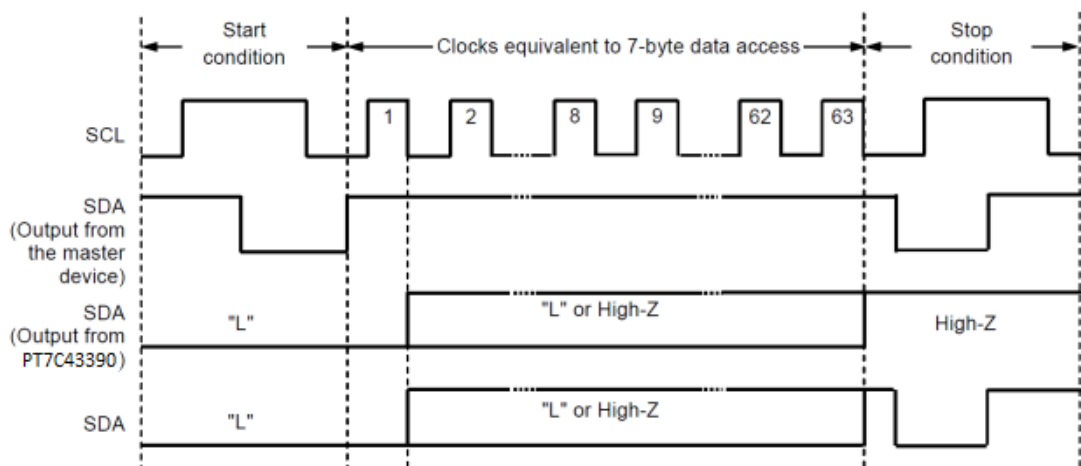 Start
condition
Clocks equivalent to 7-byte data access
Stop
condition
SCL
1
2
8
9
62
63
SDA
(Output from
the master
device)
SDA
(Output from
PT7C43390)
"L"
"L" or High-Z
High-Z
SDA
"L"
"L" or High-Z